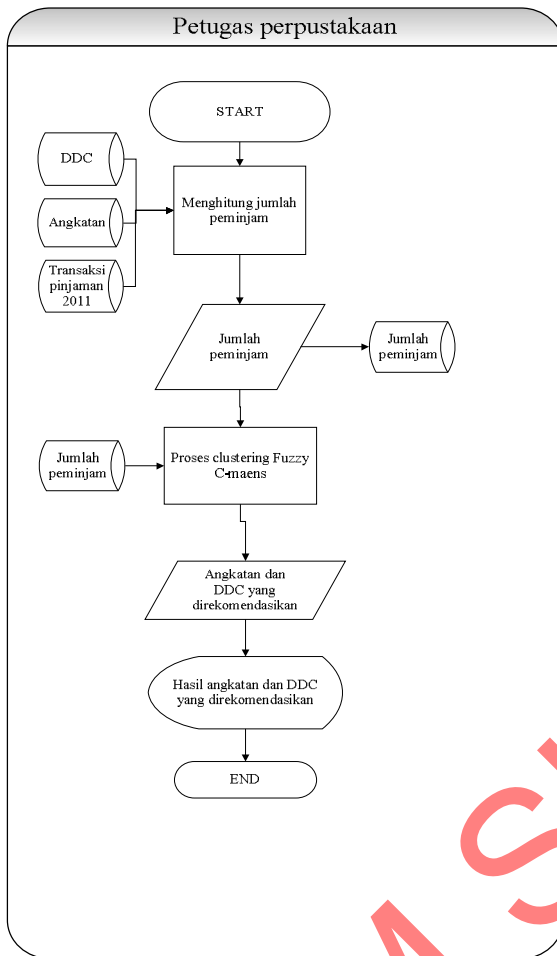 Petugas perpustakaan
START
DDC
Angkatan
Transaksi
pinjaman
2011
Menghitung jumlah
peminjam
Jumlah
peminjam
Jumlah
peminjam
Jumlah
peminjam
Proses clustering Fuzzy
C-maens
Angkatan dan
DDC yang
direkomendasikan
Hasil angkatan dan DDC
yang direkomendasikan
END
M S